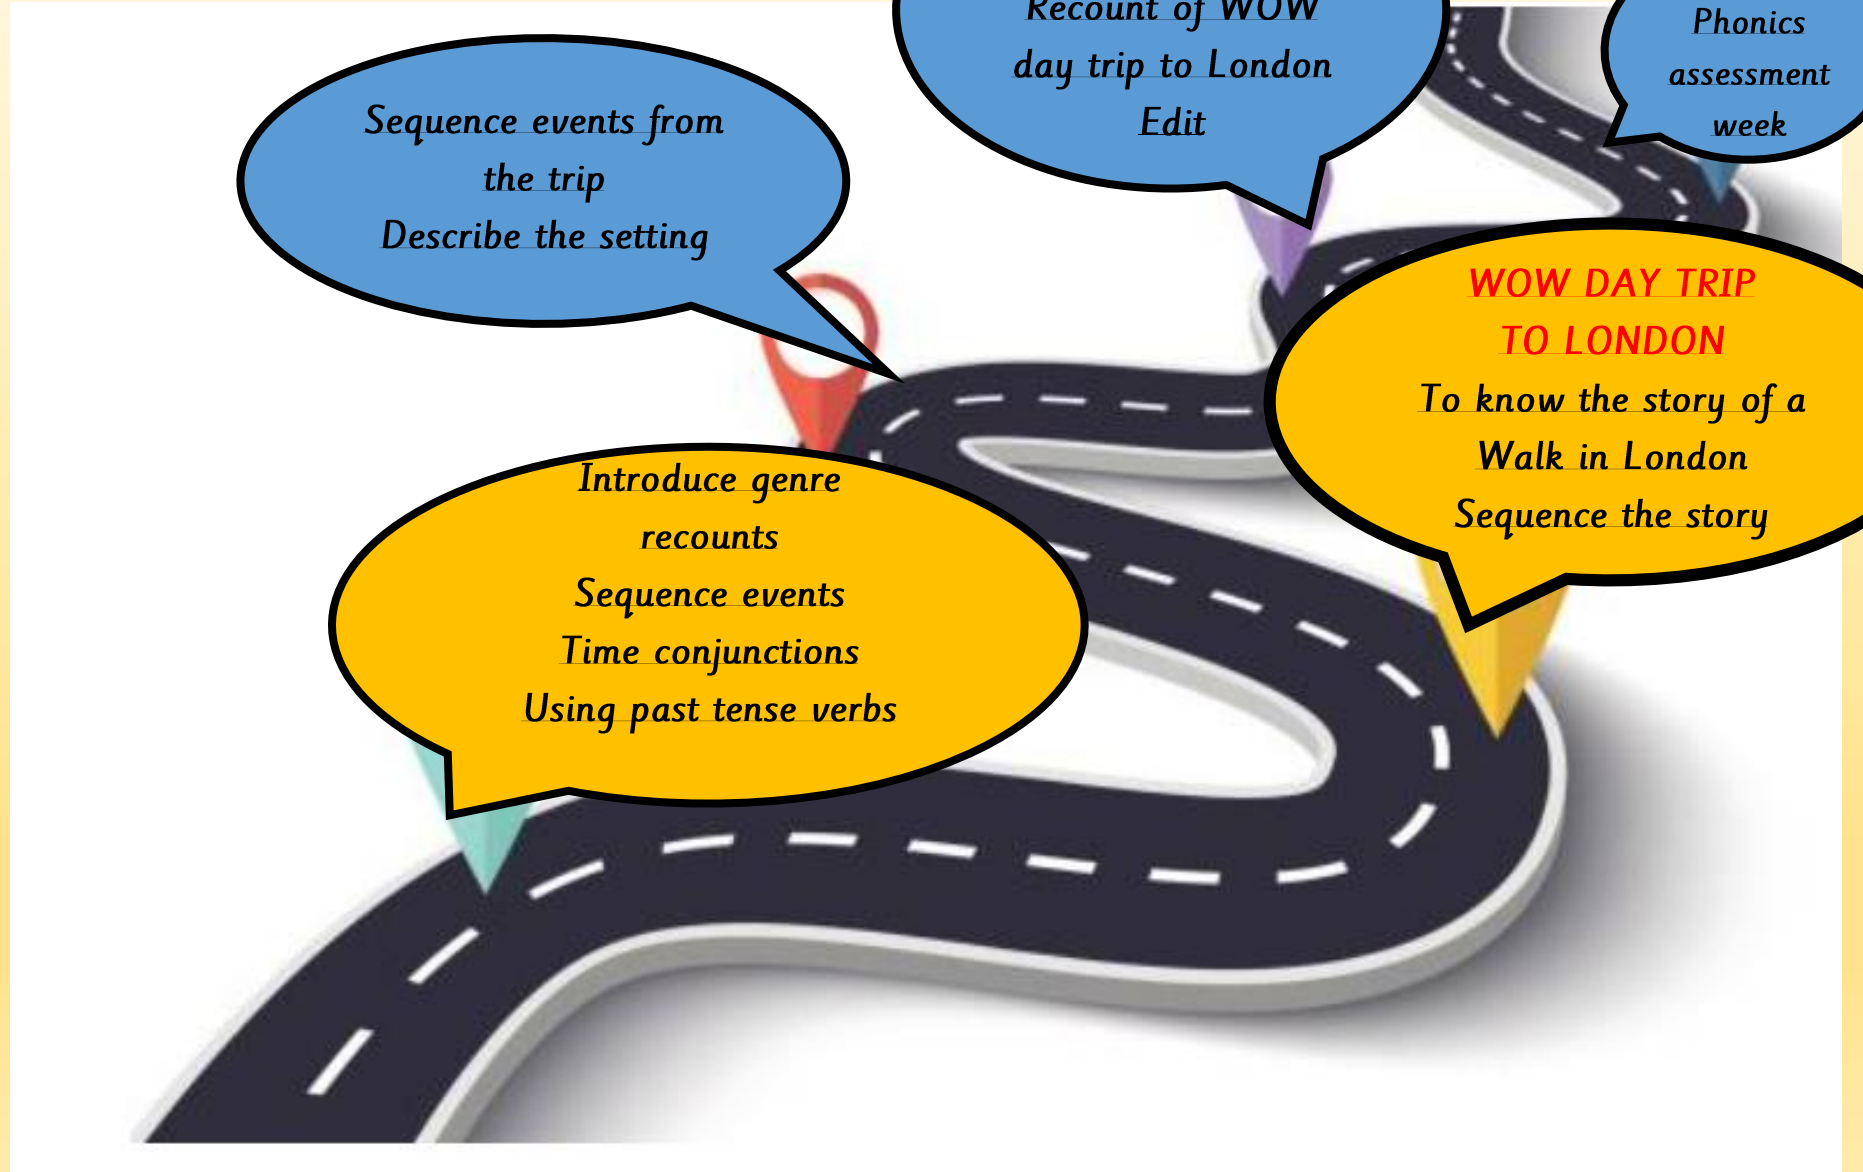 Recount of WOW
day trip to London
Edit
Phonics
assessment
week
Sequence events from
the trip
Describe the setting
WOW DAY TRIP
TO LONDON
To know the story of a
Walk in London
Sequence the story
Introduce genre
recounts
Sequence events
Time conjunctions
Using past tense verbs